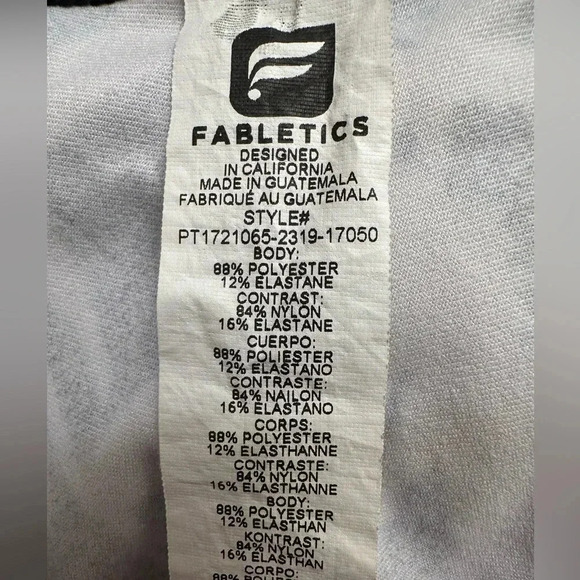 FABLETICS
DESIGNED
IN CALIFORNIA
MADE IN GUATEMALA
FABRIQUÉ AU GUATEMALA
STYLE#
PT1721065-2319-17050
BODY:
88% POLYESTER
12% ELASTANE
CONTRAST:
84% NYLON
16% ELASTANE
CUERPO:
88% POLIESTER
12% ELASTANO
CONTRASTE:
84% NAILON
16% ELASTANO
CORPS:
88% POLYESTER
12% ELASTHANNE
CONTRASTE:
84% NYLON
16% ELASTHANNE
BODY:
88% POLYESTER
12% ELASTHAN
KONTRAST:
84% NYLON
16% ELASTHAN
CORPO: